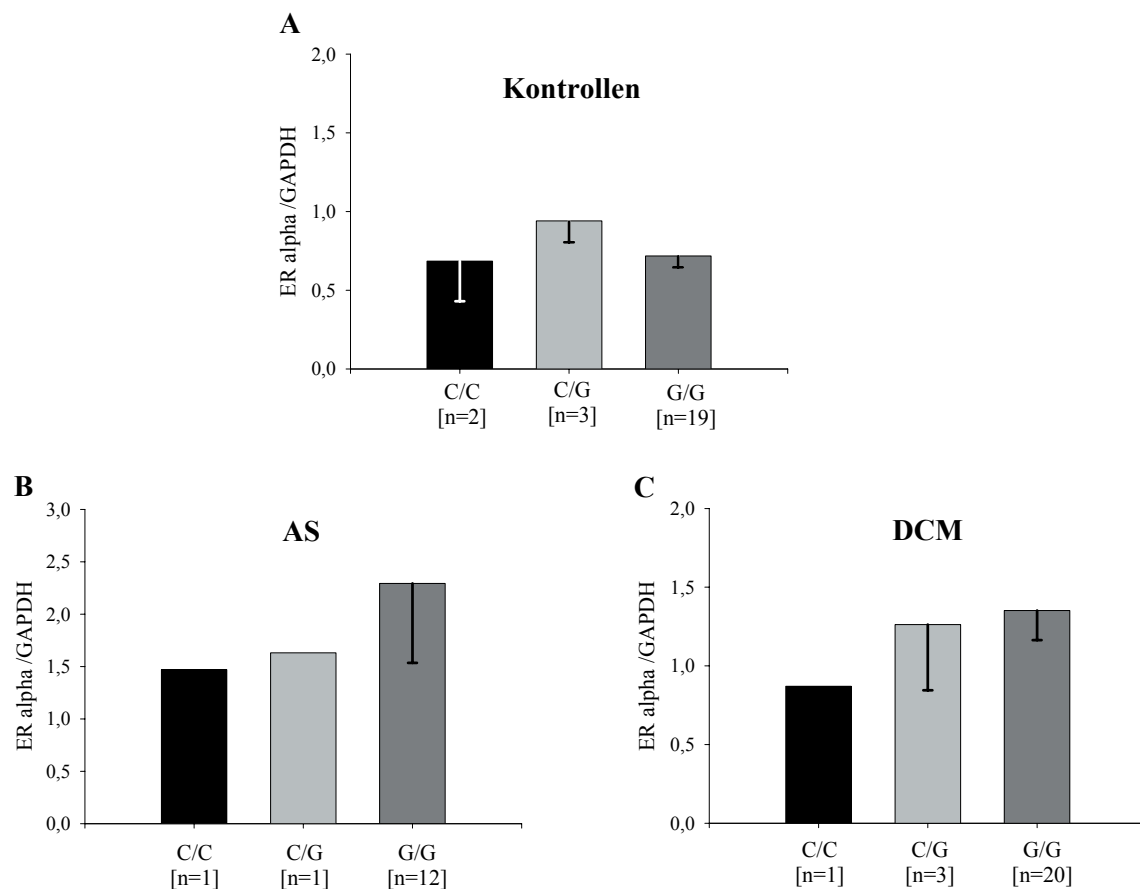 A
Kontrollen
ER alpha /GAPDH
2,0
1,5
1,0
0,5
0,0
C/C C/G G/G
[n=2] [n=3] [n=19]
B
AS
ER alpha /GAPDH
3,0
2,5
2,0
1,5
1,0
0,5
0,0
C/C C/G G/G
[n=1] [n=1] [n=12]
C
DCM
ER alpha /GAPDH
2,0
1,5
1,0
0,5
0,0
C/C C/G G/G
[n=1] [n=3] [n=20]